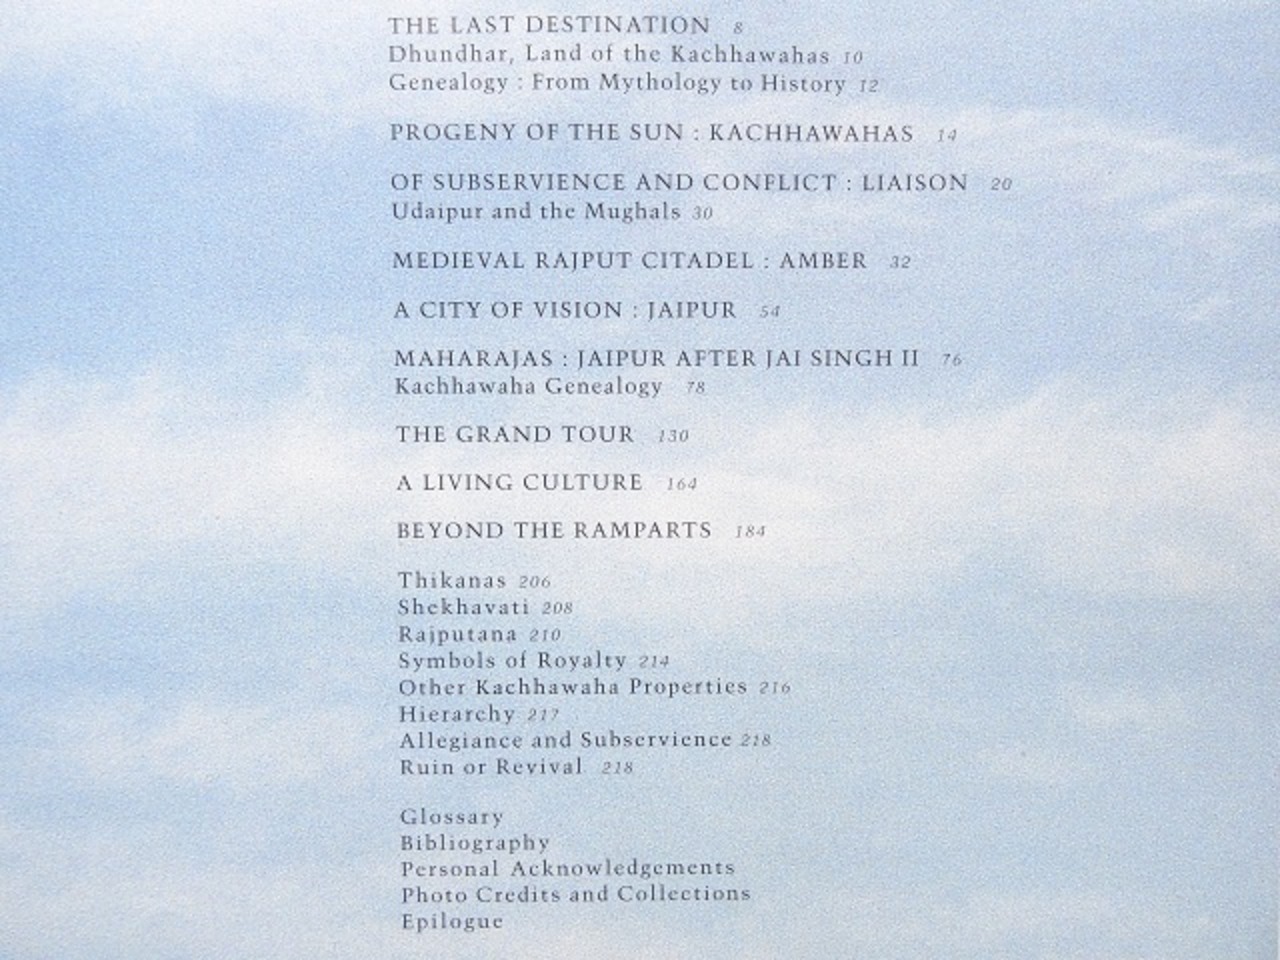 THE LAST DESTINATION 8
Dhundhar, Land of the Kachhawahas 10
Genealogy : From Mythology to History 12
PROGENY OF THE SUN : KACHHAWAHAS 14
OF SUBSERVIENCE AND CONFLICT : LIAISON 20
Udaipur and the Mughals 30
MEDIEVAL RAJPUT CITADEL : AMBER 32
A CITY OF VISION : JAIPUR 54
MAHARAJAS : JAIPUR AFTER JAI SINGH II 76
Kachhawaha Genealogy 78
THE GRAND TOUR 130
A LIVING CULTURE 164
BEYOND THE RAMPARTS 184
Thikanas 206
Shekhavati 208
Rajputana 210
Symbols of Royalty 214
Other Kachhawaha Properties 216
Hierarchy 217
Allegiance and Subservience 218
Ruin or Revival 218
Glossary
Bibliography
Personal Acknowledgements
Photo Credits and Collections
Epilogue